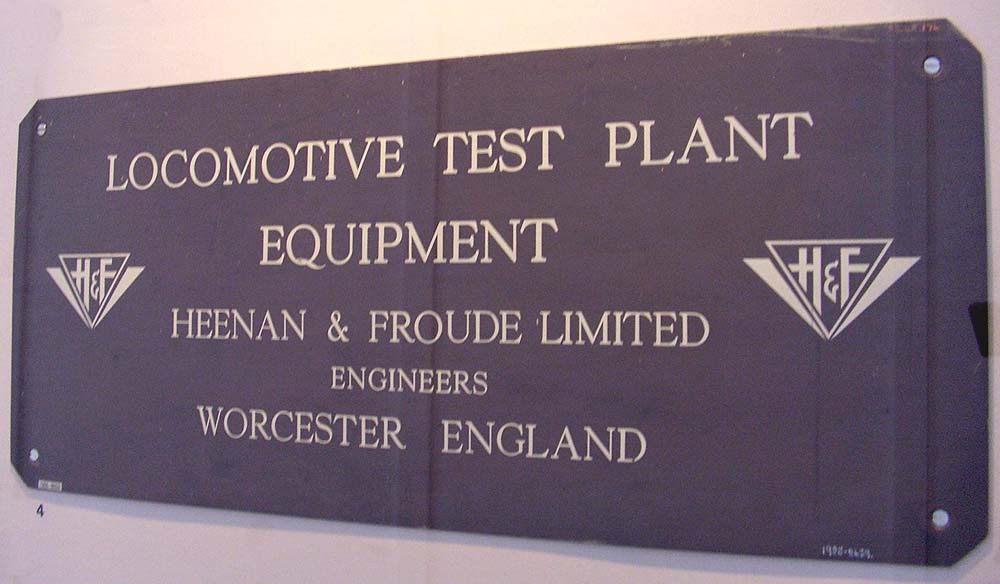 LOCOMOTIVE TEST PLANT
EQUIPMENT
H&F
H&F
HEENAN & FROUDE LIMITED
ENGINEERS
WORCESTER ENGLAND
4